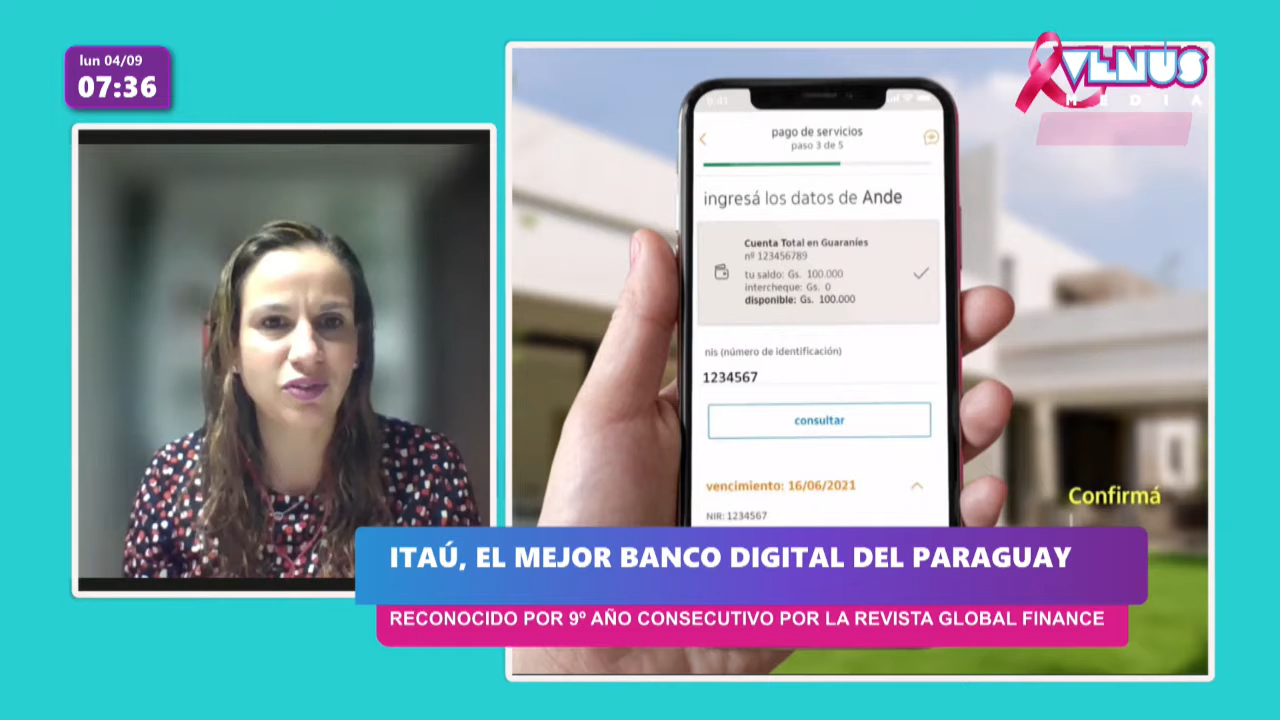 lun 04/09
07:36
VENUS
MEDIA
9:41
pago de servicios
paso 3 de 5
ingresá los datos de Ande
Cuenta Total en Guaraníes
nº 123456789
tu saldo: Gs. 100.000
intercheque: Gs. 0
disponible: Gs. 100.000
nis (número de identificación)
1234567
consultar
vencimiento: 16/06/2021
NIR: 1234567
Confirmá
ITAÚ, EL MEJOR BANCO DIGITAL DEL PARAGUAY
RECONOCIDO POR 9º AÑO CONSECUTIVO POR LA REVISTA GLOBAL FINANCE